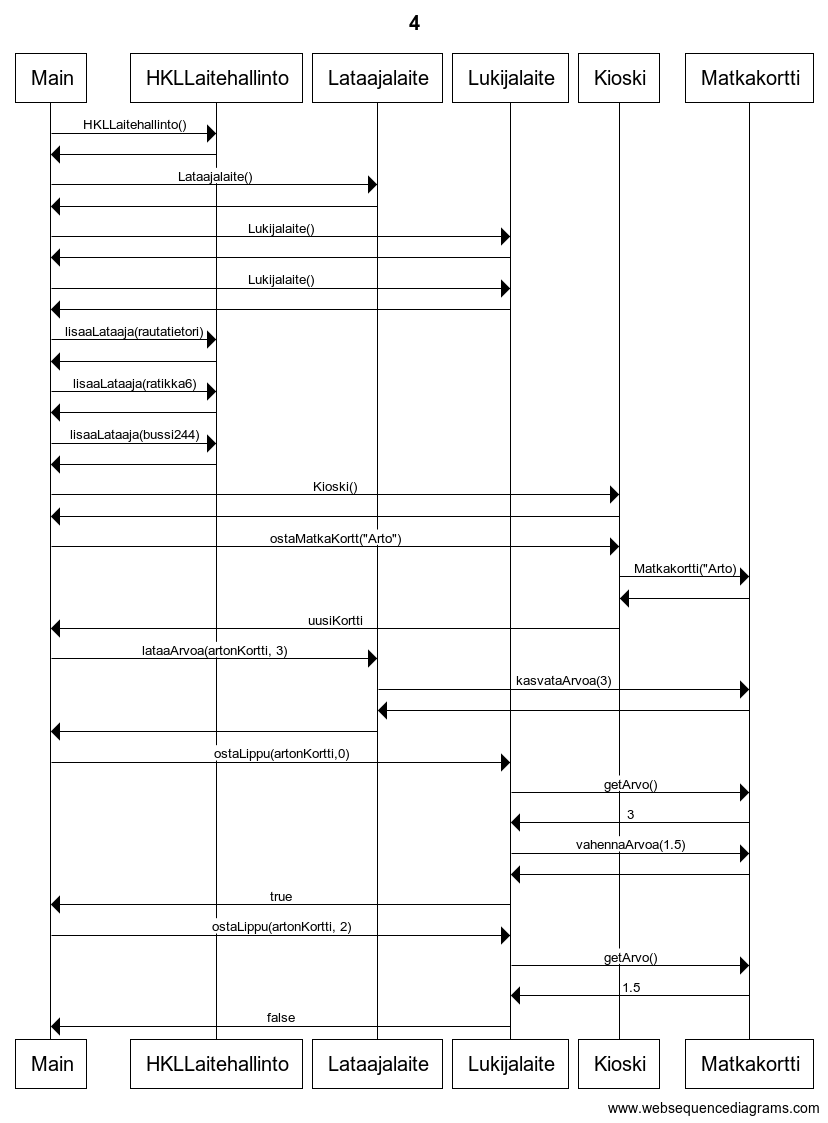 4
Main HKLLaitehallinto Lataajalaite Lukijalaite Kioski Matkakortti
HKLLaitehallinto()
Lataajalaite()
Lukijalaite()
Lukijalaite()
lisaaLataaja(rautatietori)
lisaaLataaja(ratikka6)
lisaaLataaja(bussi244)
Kioski()
ostaMatkaKortt("Arto")
Matkakortti("Arto)
uusiKortti
lataaArvoa(artonKortti, 3)
kasvataArvoa(3)
ostaLippu(artonKortti,0)
getArvo()
3
vahennaArvoa(1.5)
true
ostaLippu(artonKortti, 2)
getArvo()
1.5
false
Main HKLLaitehallinto Lataajalaite Lukijalaite Kioski Matkakortti
www.websequencediagrams.com